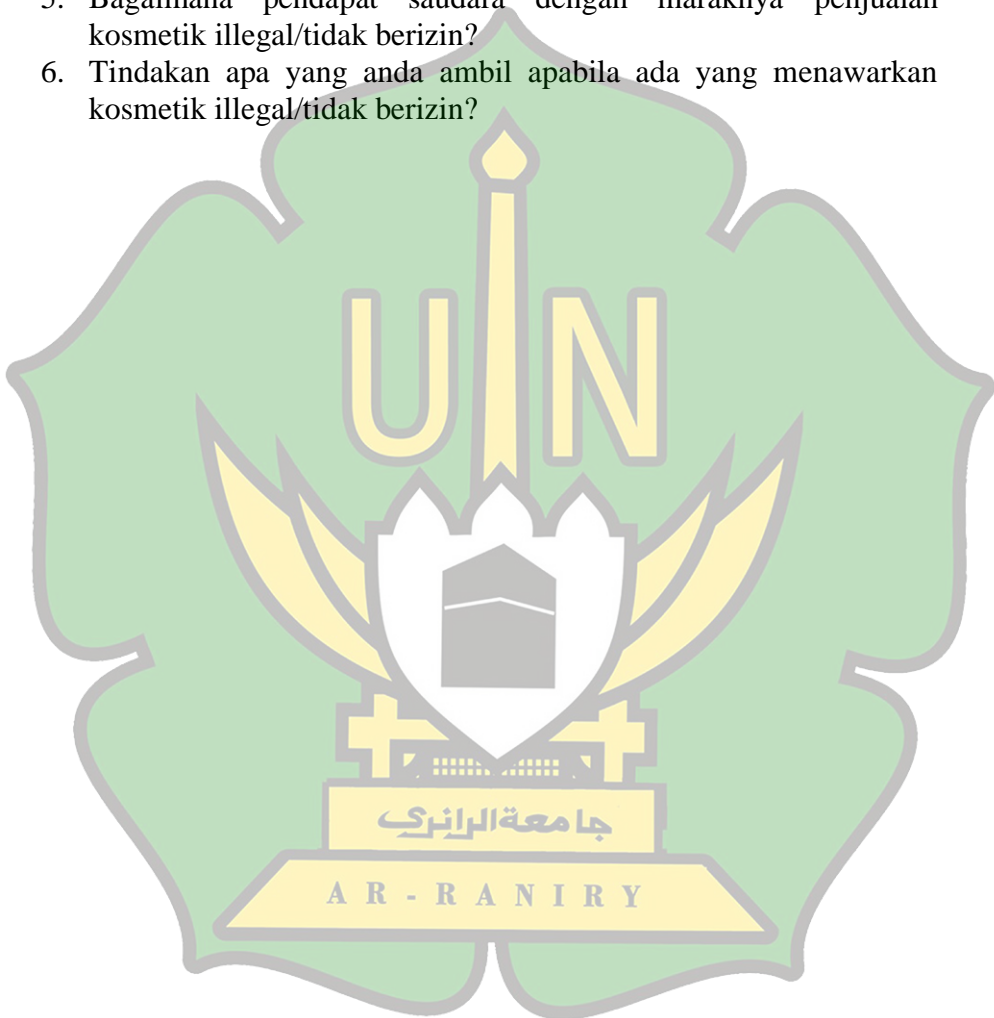 5. Bagaimana pendapat saudara dengan maraknya penjualan
kosmetik illegal/tidak berizin?
6. Tindakan apa yang anda ambil apabila ada yang menawarkan
kosmetik illegal/tidak berizin?
UIN
جامعةالرانري
AR-RANIRY